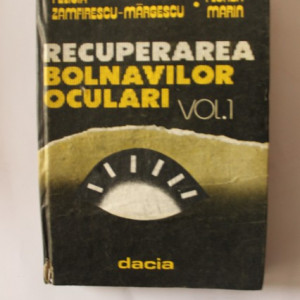 ZAMFIRESCU-MĂRGESCU • MARIN
RECUPERAREA
BOLNAVILOR
OCULARI VOL.1
dacia